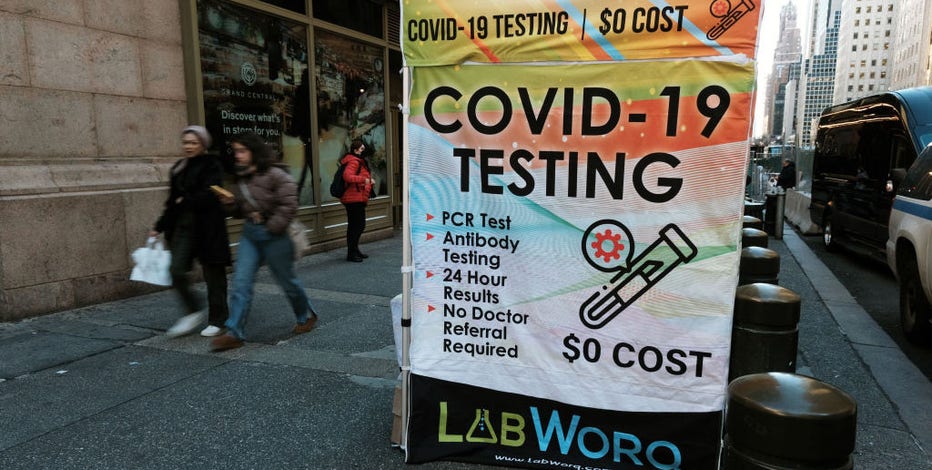 COVID-19 TESTING | $0 COST
GRAND CENTRAL
Discover what's
in store for you.
COVID-19
TESTING
PCR Test
Antibody
Testing
24 Hour
Results
No Doctor
Referral
Required
$0 COST
LABWORQ
www.LabWorq.com